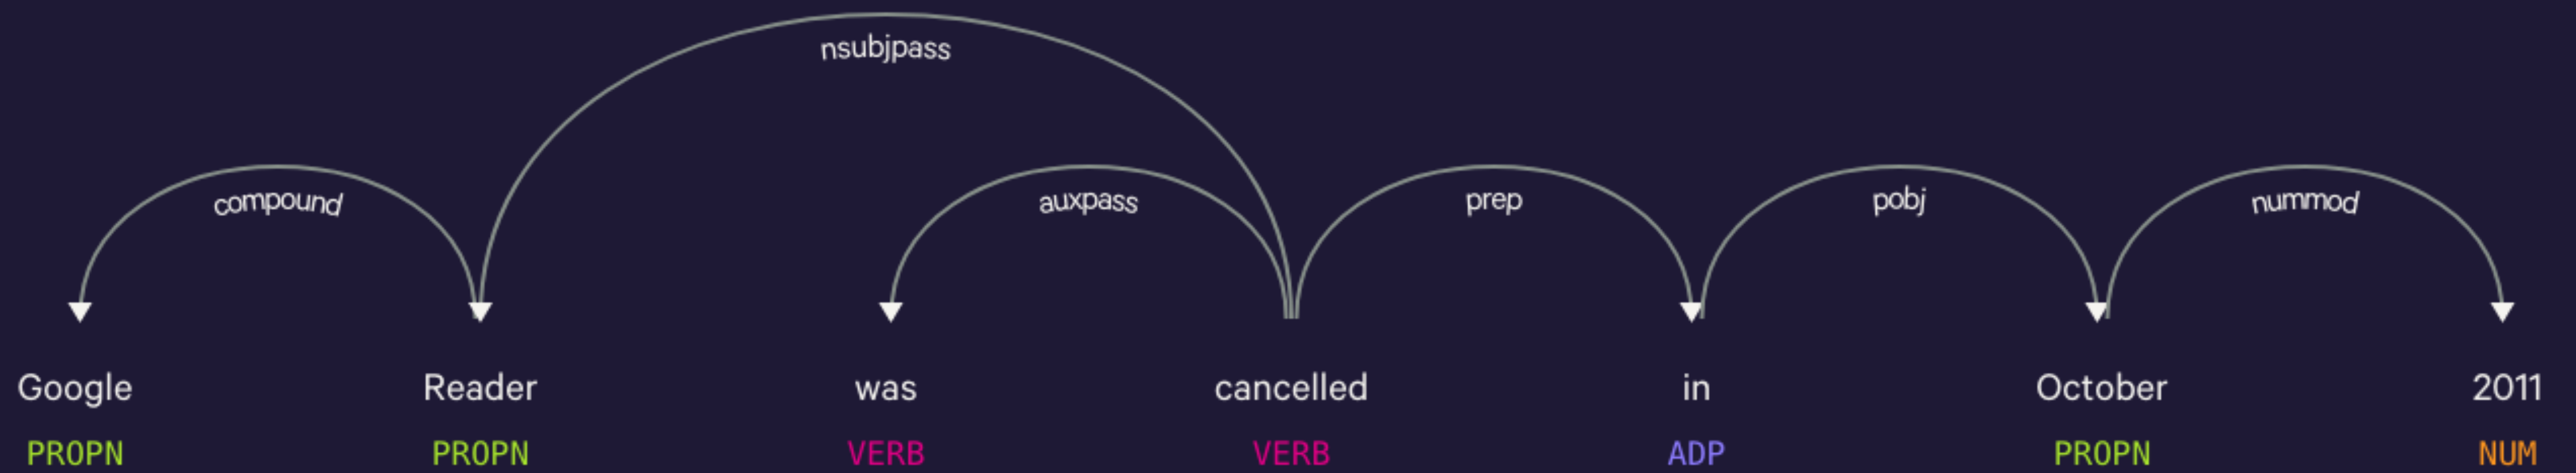 nsubjpass
compound auxpass prep pobj nummod
Google Reader was cancelled in October 2011
PROPN PROPN VERB VERB ADP PROPN NUM